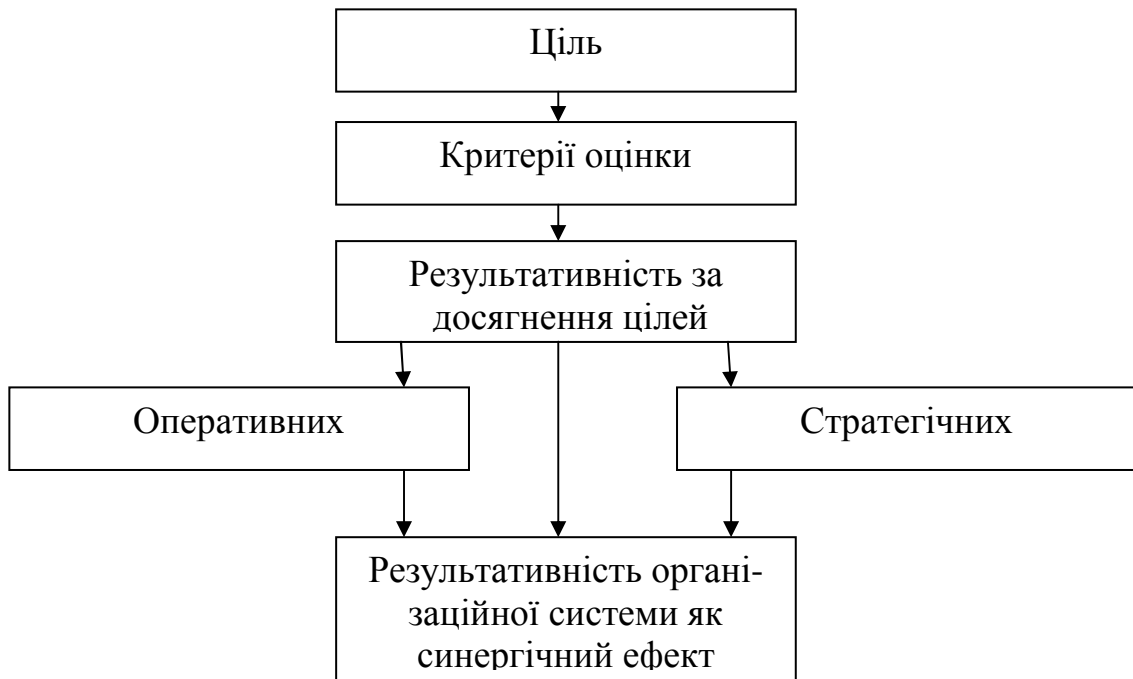 Ціль
Критерії оцінки
Результативність за
досягнення цілей
Оперативних
Стратегічних
Результативність органі-
заційної системи як
синергічний ефект